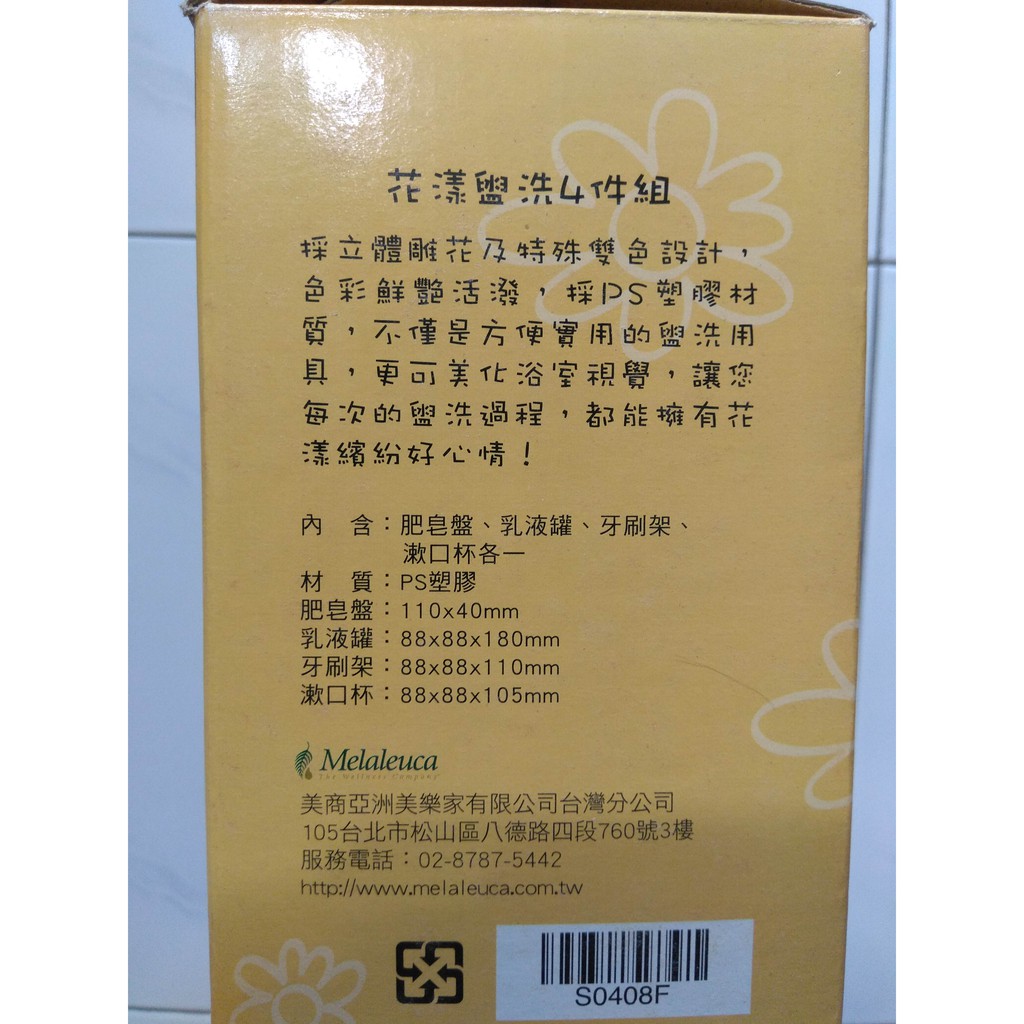 花漾盥洗4件組
採立體雕花及特殊雙色設計，
色彩鮮艷活潑，採PS塑膠材
質，不僅是方便實用的盥洗用
具，更可美化浴室視覺，讓您
每次的盥洗過程，都能擁有花
漾繽紛好心情！
內　含：肥皂盤、乳液罐、牙刷架、
漱口杯各一
材　質：PS塑膠
肥皂盤：110x40mm
乳液罐：88x88x180mm
牙刷架：88x88x110mm
漱口杯：88x88x105mm
Melaleuca
The Wellness Company
美商亞洲美樂家有限公司台灣分公司
105台北市松山區八德路四段760號3樓
服務電話：02-8787-5442
http://www.melaleuca.com.tw
S0408F